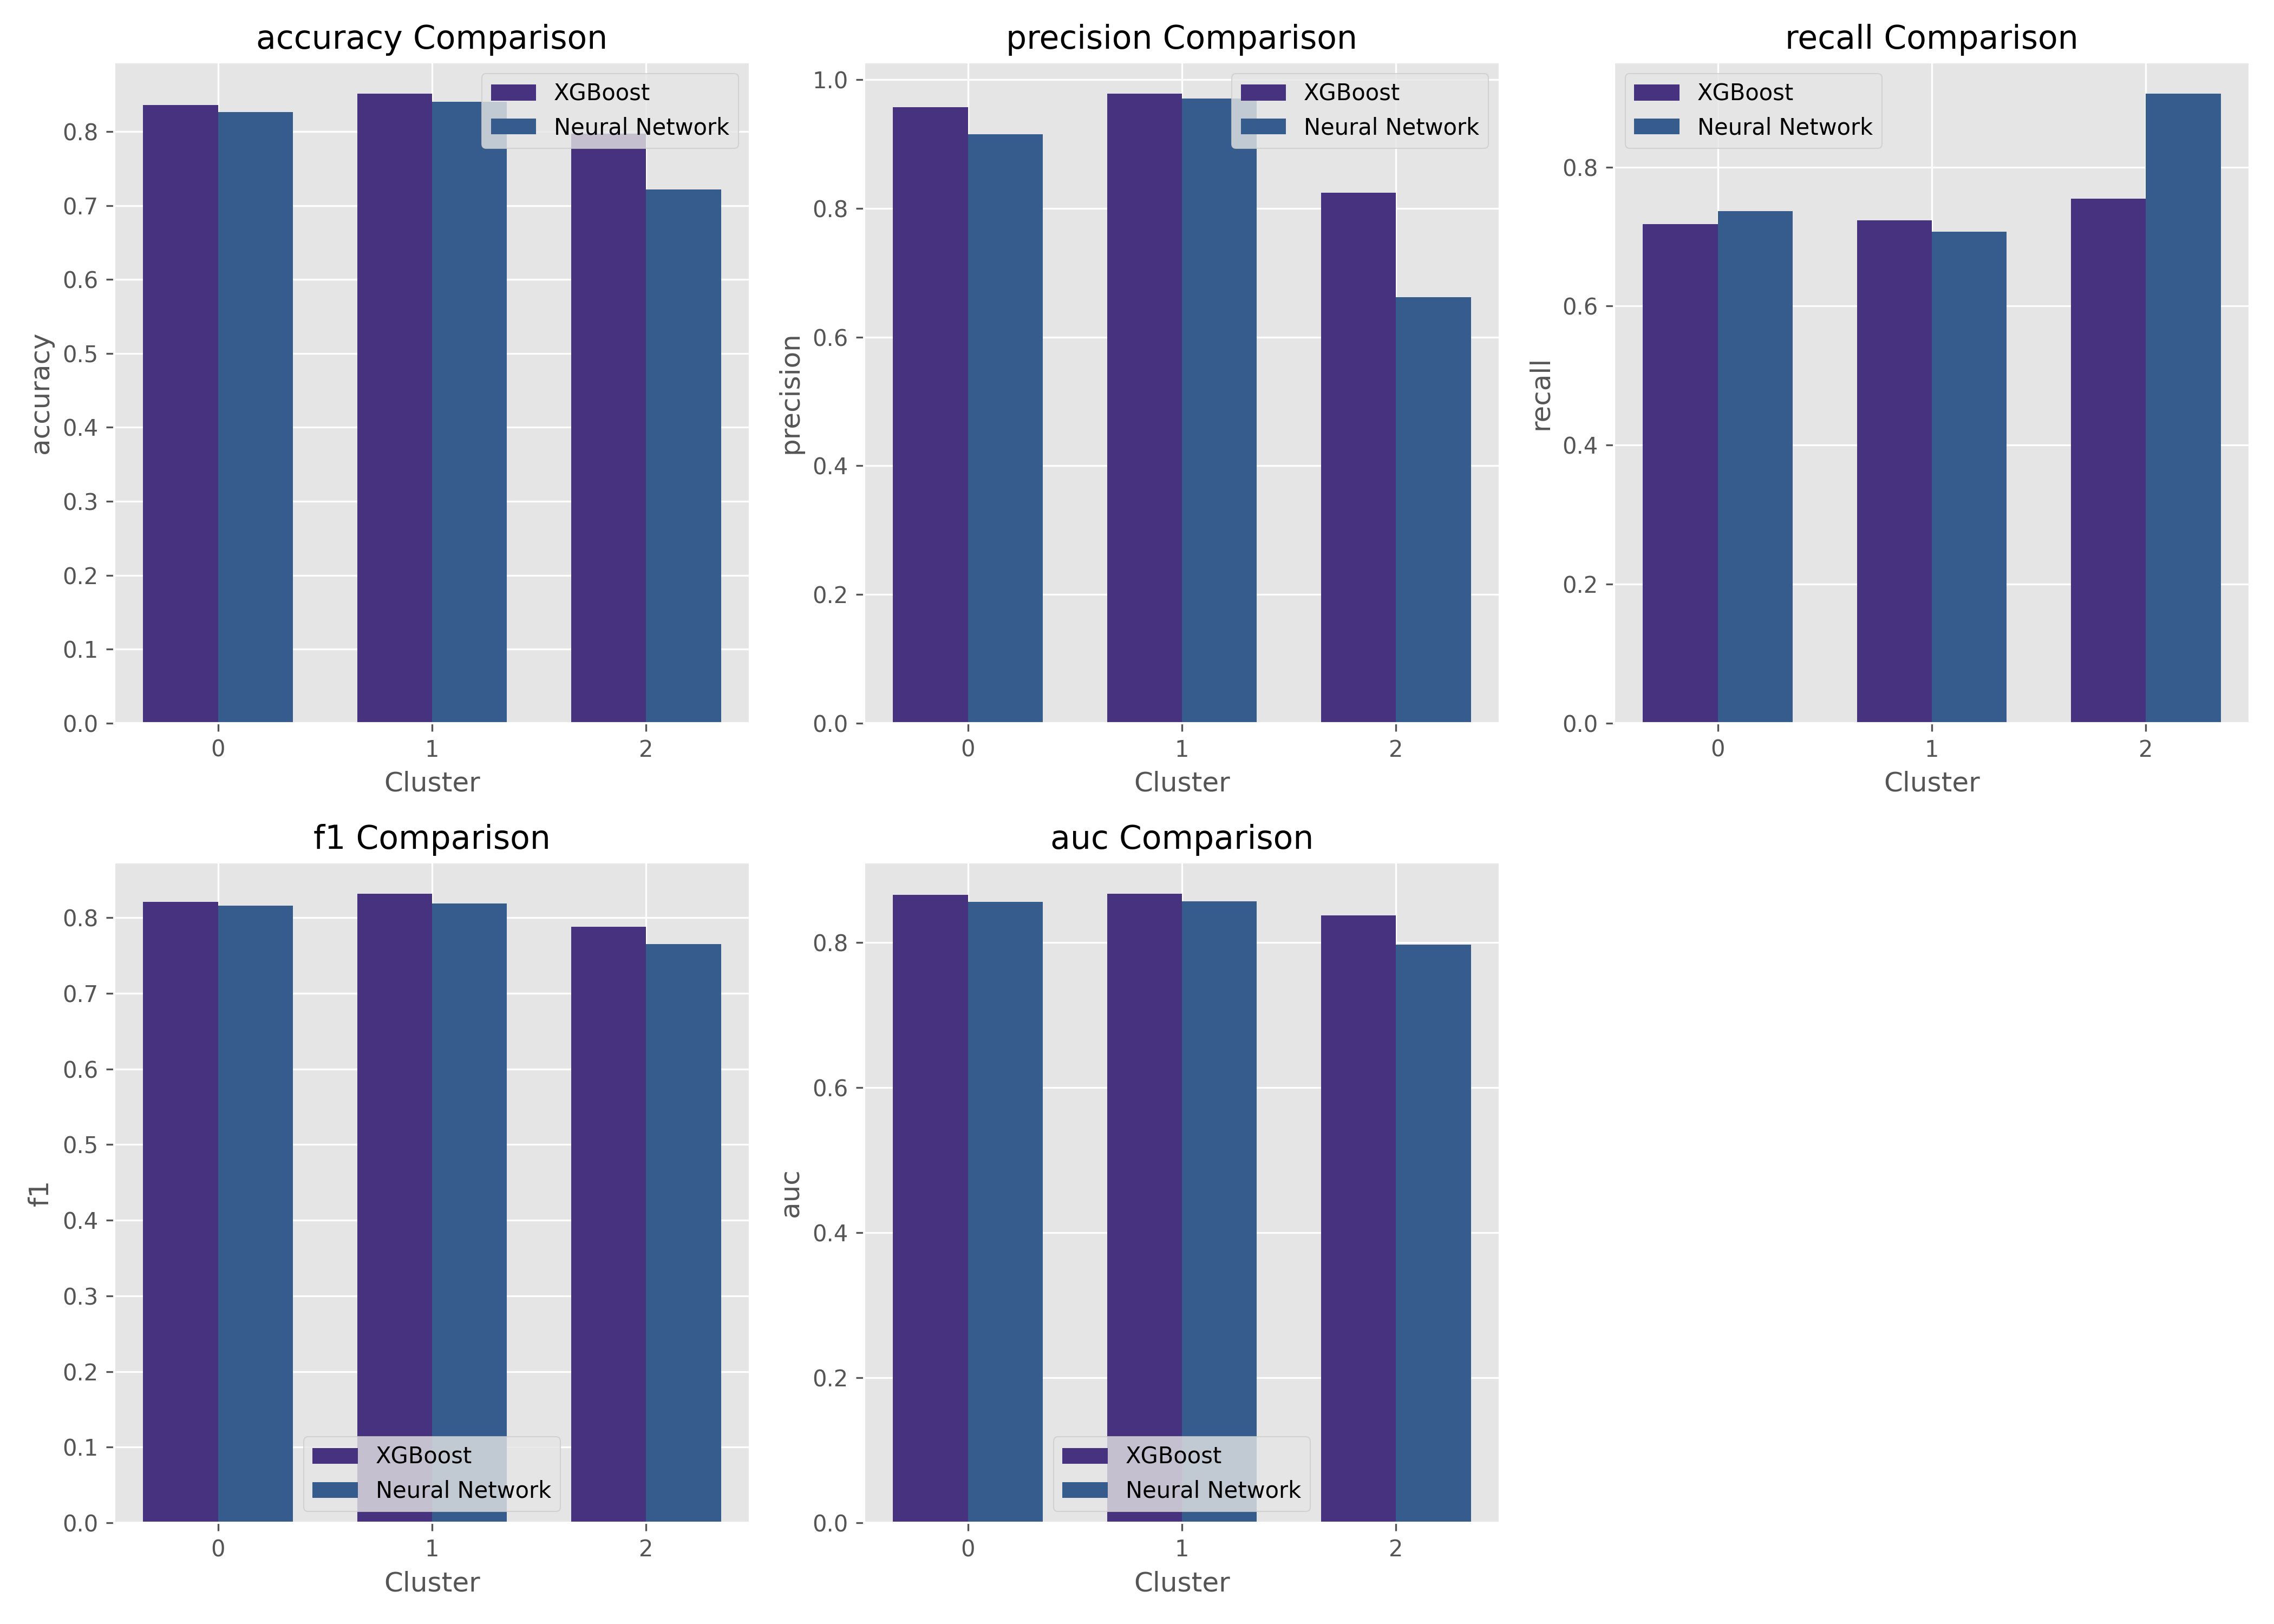 accuracy Comparison
XGBoost
Neural Network
0.8
0.7
0.6
0.5
0.4
0.3
0.2
0.1
0.0
accuracy
0
1
2
Cluster
precision Comparison
XGBoost
Neural Network
1.0
0.8
0.6
0.4
0.2
0.0
precision
0
1
2
Cluster
recall Comparison
XGBoost
Neural Network
0.8
0.6
0.4
0.2
0.0
recall
0
1
2
Cluster
f1 Comparison
0.8
0.7
0.6
0.5
0.4
0.3
0.2
0.1
0.0
f1
XGBoost
Neural Network
0
1
2
Cluster
auc Comparison
0.8
0.6
0.4
0.2
0.0
auc
XGBoost
Neural Network
0
1
2
Cluster